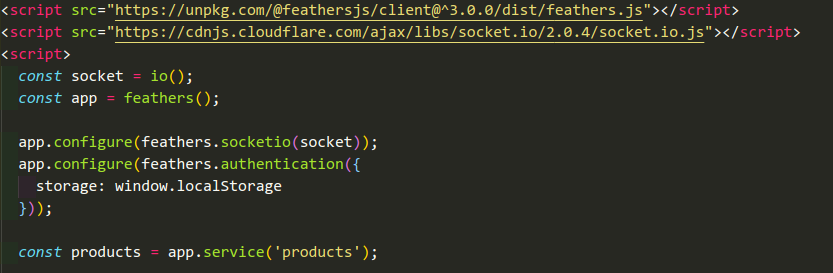 <script src="https://unpkg.com/@feathersjs/client@^3.0.0/dist/feathers.js"></script>
<script src="https://cdnjs.cloudflare.com/ajax/libs/socket.io/2.0.4/socket.io.js"></script>
<script>
  const socket = io();
  const app = feathers();

  app.configure(feathers.socketio(socket));
  app.configure(feathers.authentication({
    storage: window.localStorage
  }));

  const products = app.service('products');